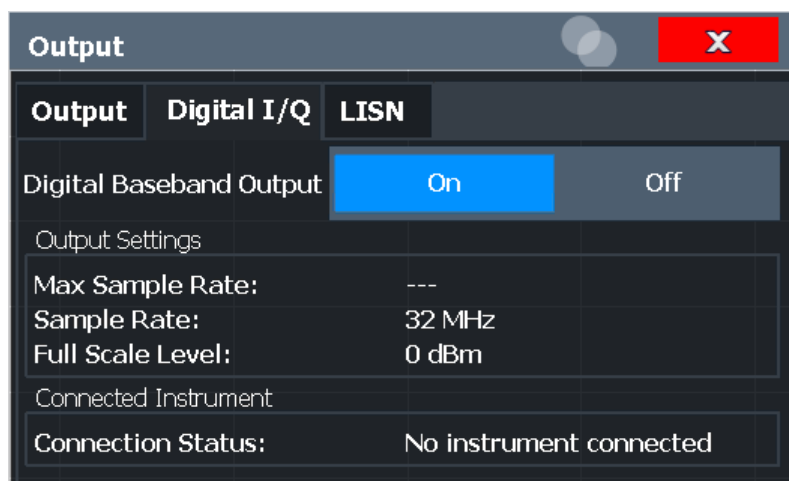 Output
X
Output Digital I/Q LISN
Digital Baseband Output On Off
Output Settings
Max Sample Rate: ---
Sample Rate: 32 MHz
Full Scale Level: 0 dBm
Connected Instrument
Connection Status: No instrument connected